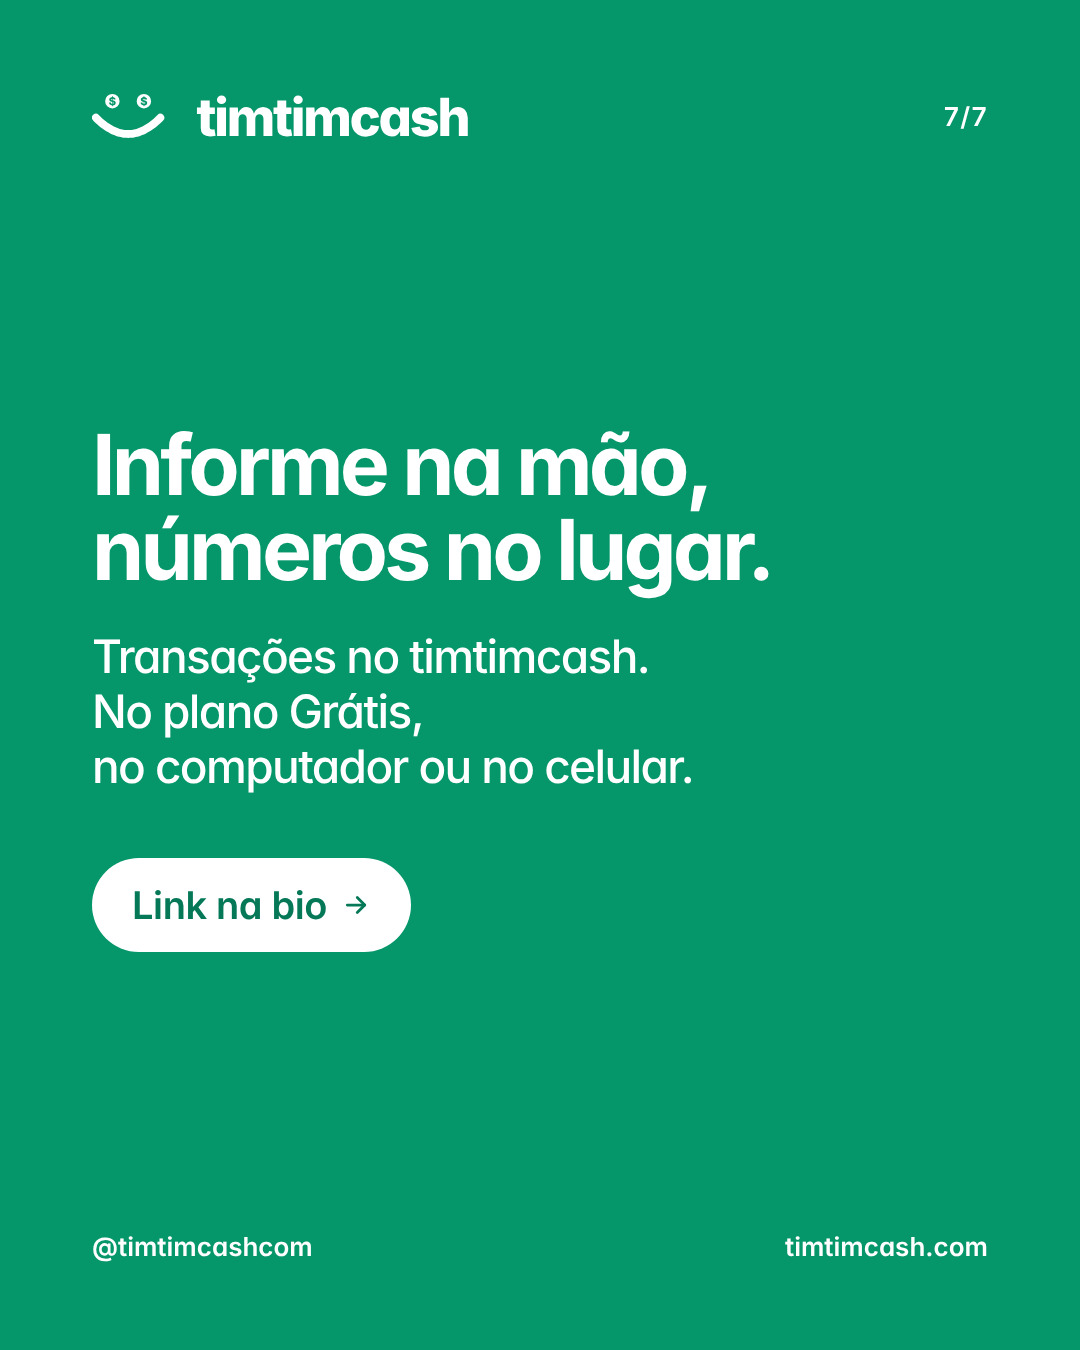 timtimcash
7/7
Informe na mão,
números no lugar.
Transações no timtimcash.
No plano Grátis,
no computador ou no celular.
Link na bio →
@timtimcashcom
timtimcash.com